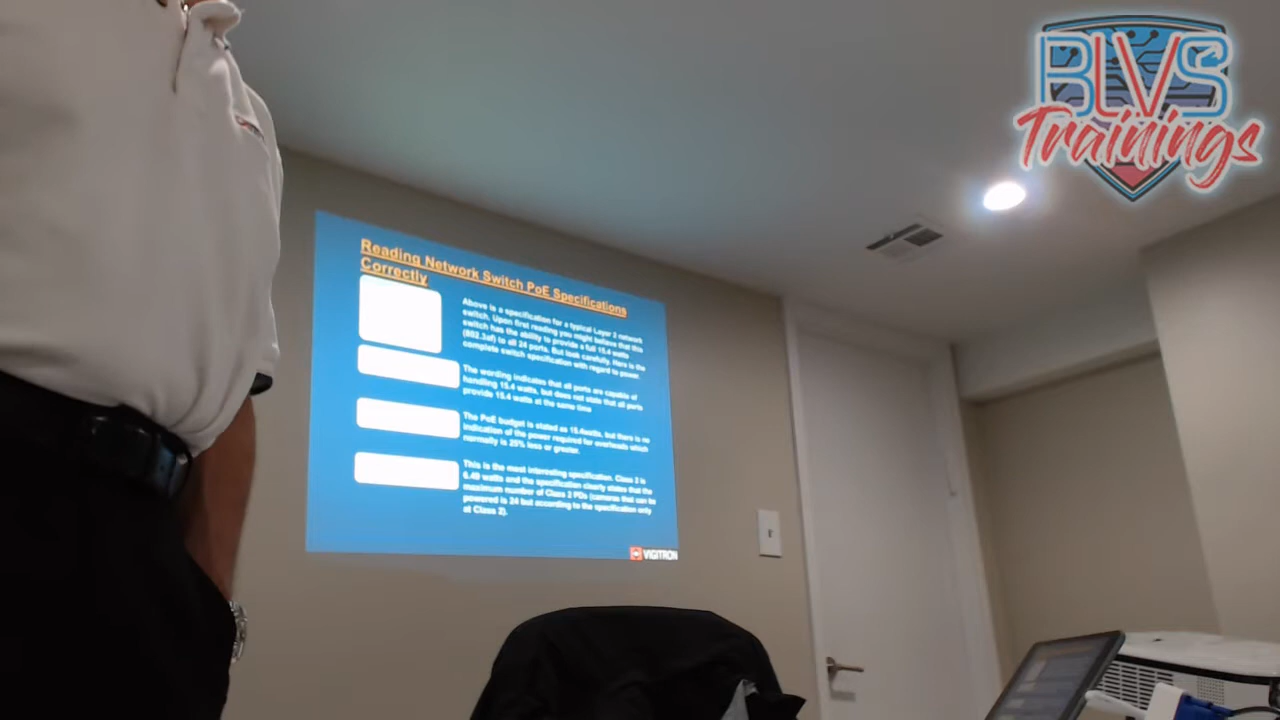 BLVS
Trainings
Reading Network Switch PoE Specifications
Correctly
Above is a specification for a typical Layer 2 network
switch. Upon first reading you might believe that this
switch has the ability to provide a full 15.4 watts
(802.3af) to all 24 ports. But look carefully. Here is the
complete switch specification with regard to power.
The wording indicates that all ports are capable of
handling 15.4 watts, but does not state that all ports
provide 15.4 watts at the same time
The PoE budget is stated as 15.4watts, but there is no
indication of the power required for overheads which
normally is 25% less or greater.
This is the most interesting specification. Class 2 is
6.49 watts and the specification clearly states that the
maximum number of Class 2 PDs (cameras that can be
powered is 24 but according to the specification only
at Class 2).
VIGITRON